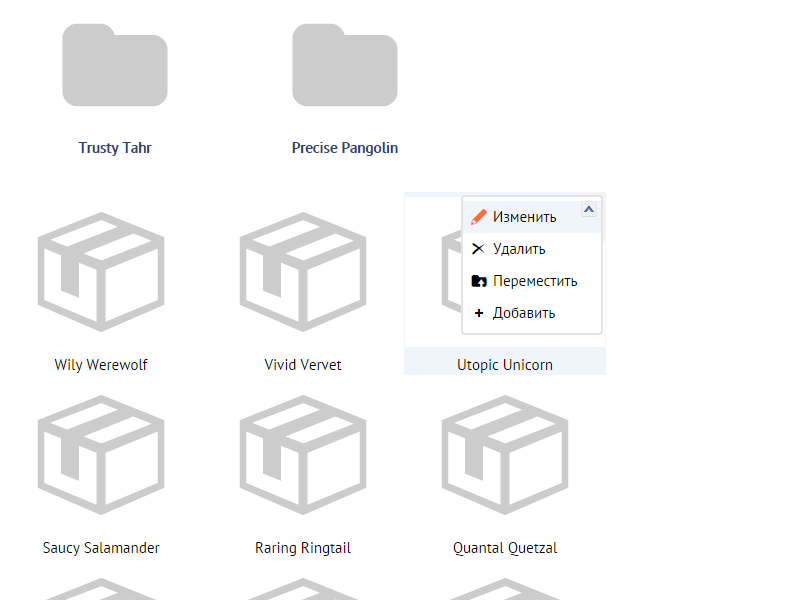 Trusty Tahr
Precise Pangolin
Изменить
Удалить
Переместить
Добавить
Wily Werewolf
Vivid Vervet
Utopic Unicorn
Saucy Salamander
Raring Ringtail
Quantal Quetzal